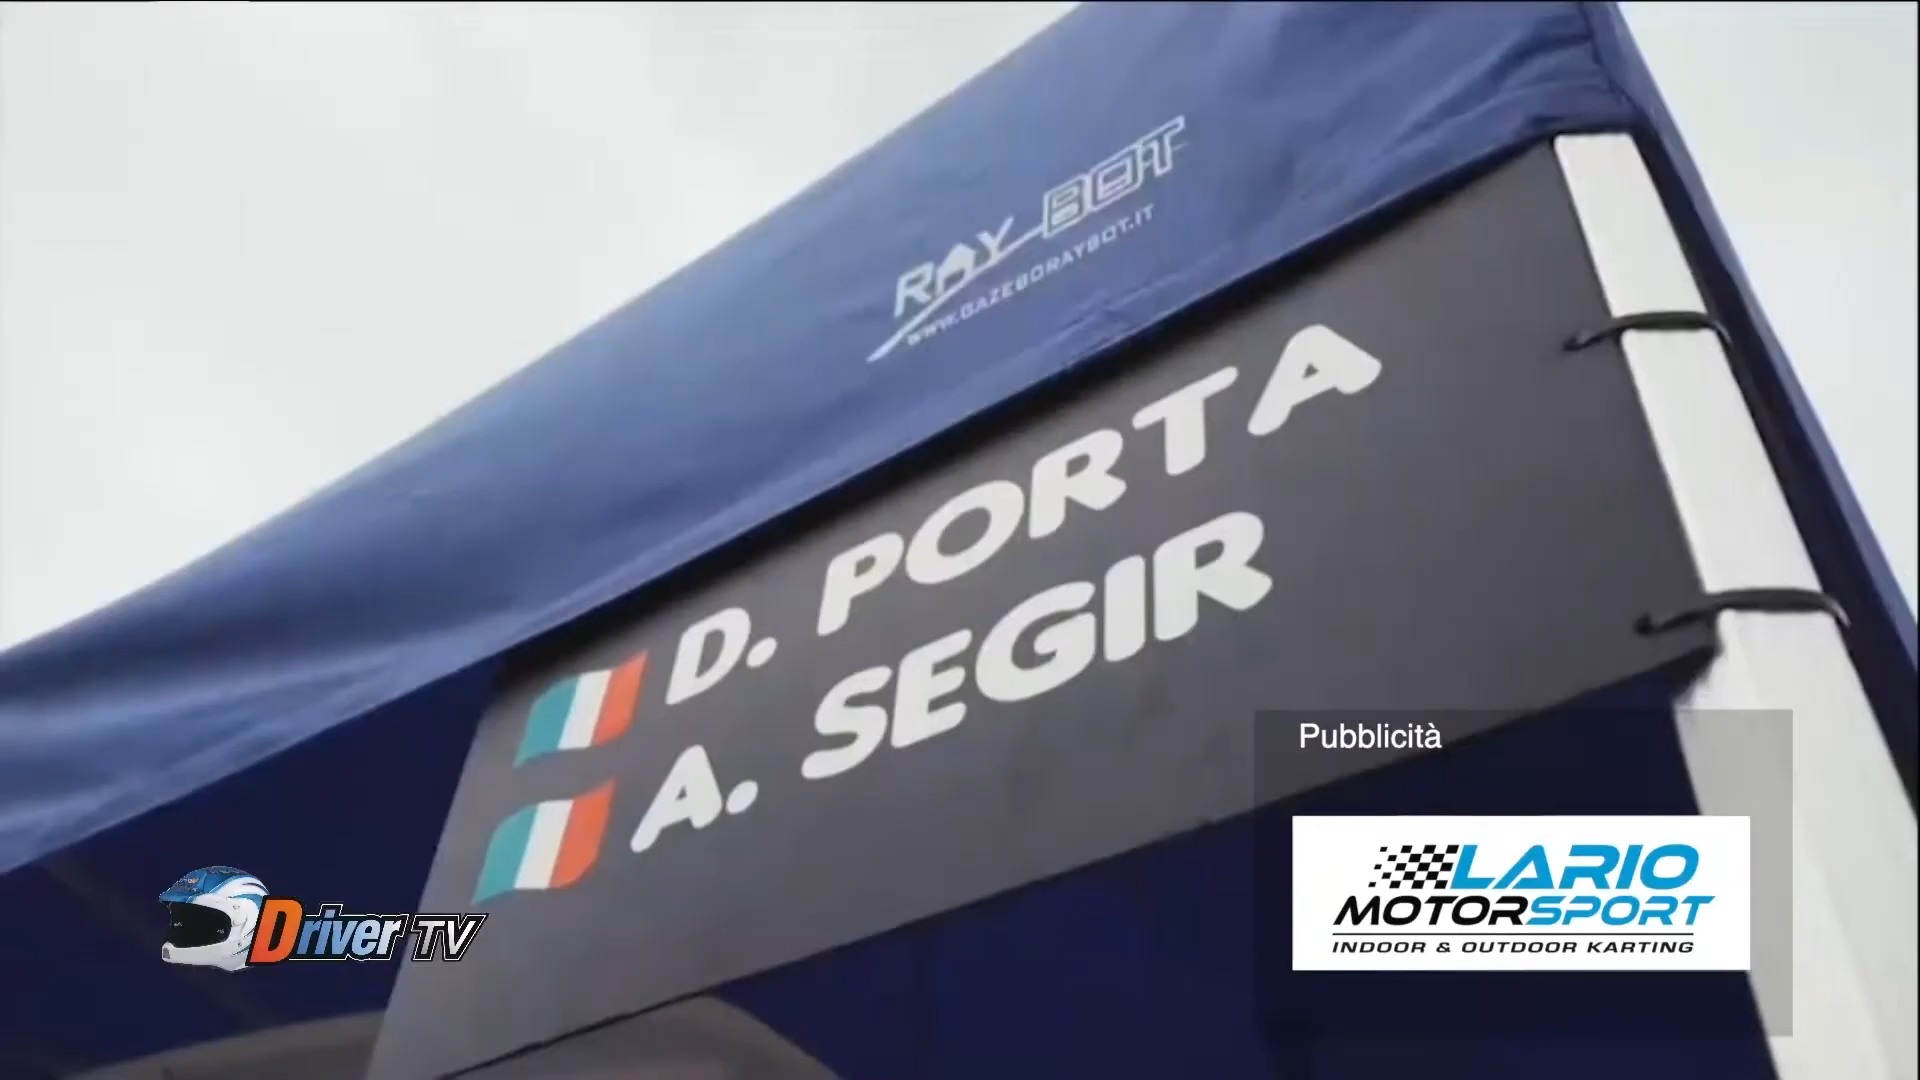 RAY BOT
WWW.GAZEBORAYBOT.IT
D. PORTA
A. SEGIR
Pubblicità
LARIO
MOTORSPORT
INDOOR & OUTDOOR KARTING
Driver TV